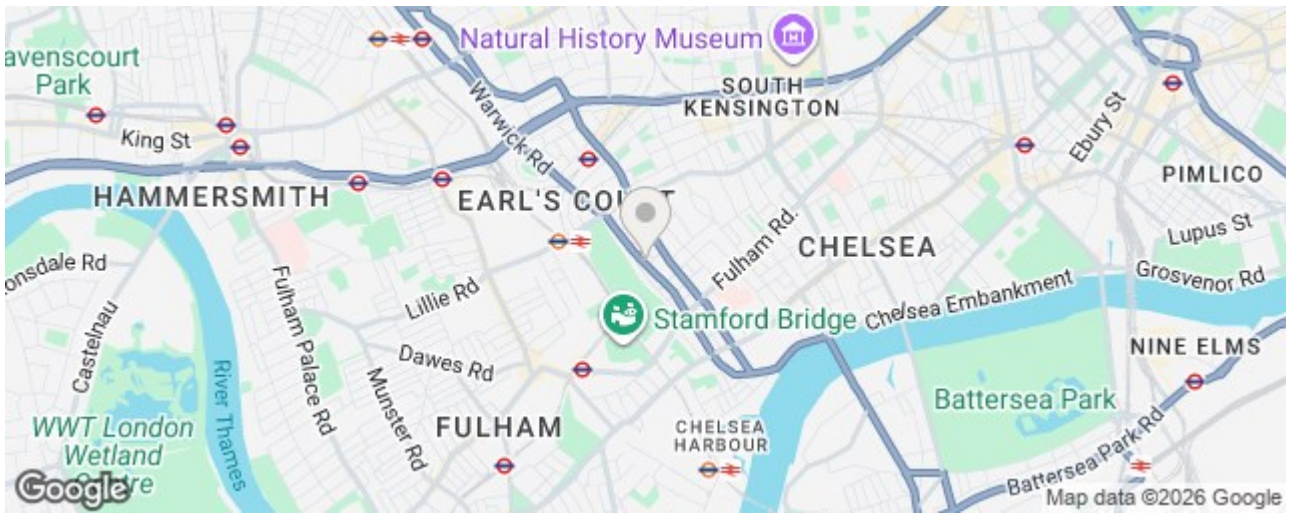 Natural History Museum
avenscourt
Park
SOUTH
KENSINGTON
Warwick Rd
Ebury St
King St
PIMLICO
HAMMERSMITH
EARL'S COURT
Lupus St
Fulham Rd.
CHELSEA
onsdale Rd
Grosvenor Rd
Lillie Rd
Chelsea Embankment
Fulham Palace Rd
Castelnau
Stamford Bridge
NINE ELMS
Dawes Rd
River Thames
Munster Rd
Battersea Park
WWT London
Wetland
Centre
FULHAM
CHELSEA
HARBOUR
Battersea Park Rd
Google
Map data ©2026 Google